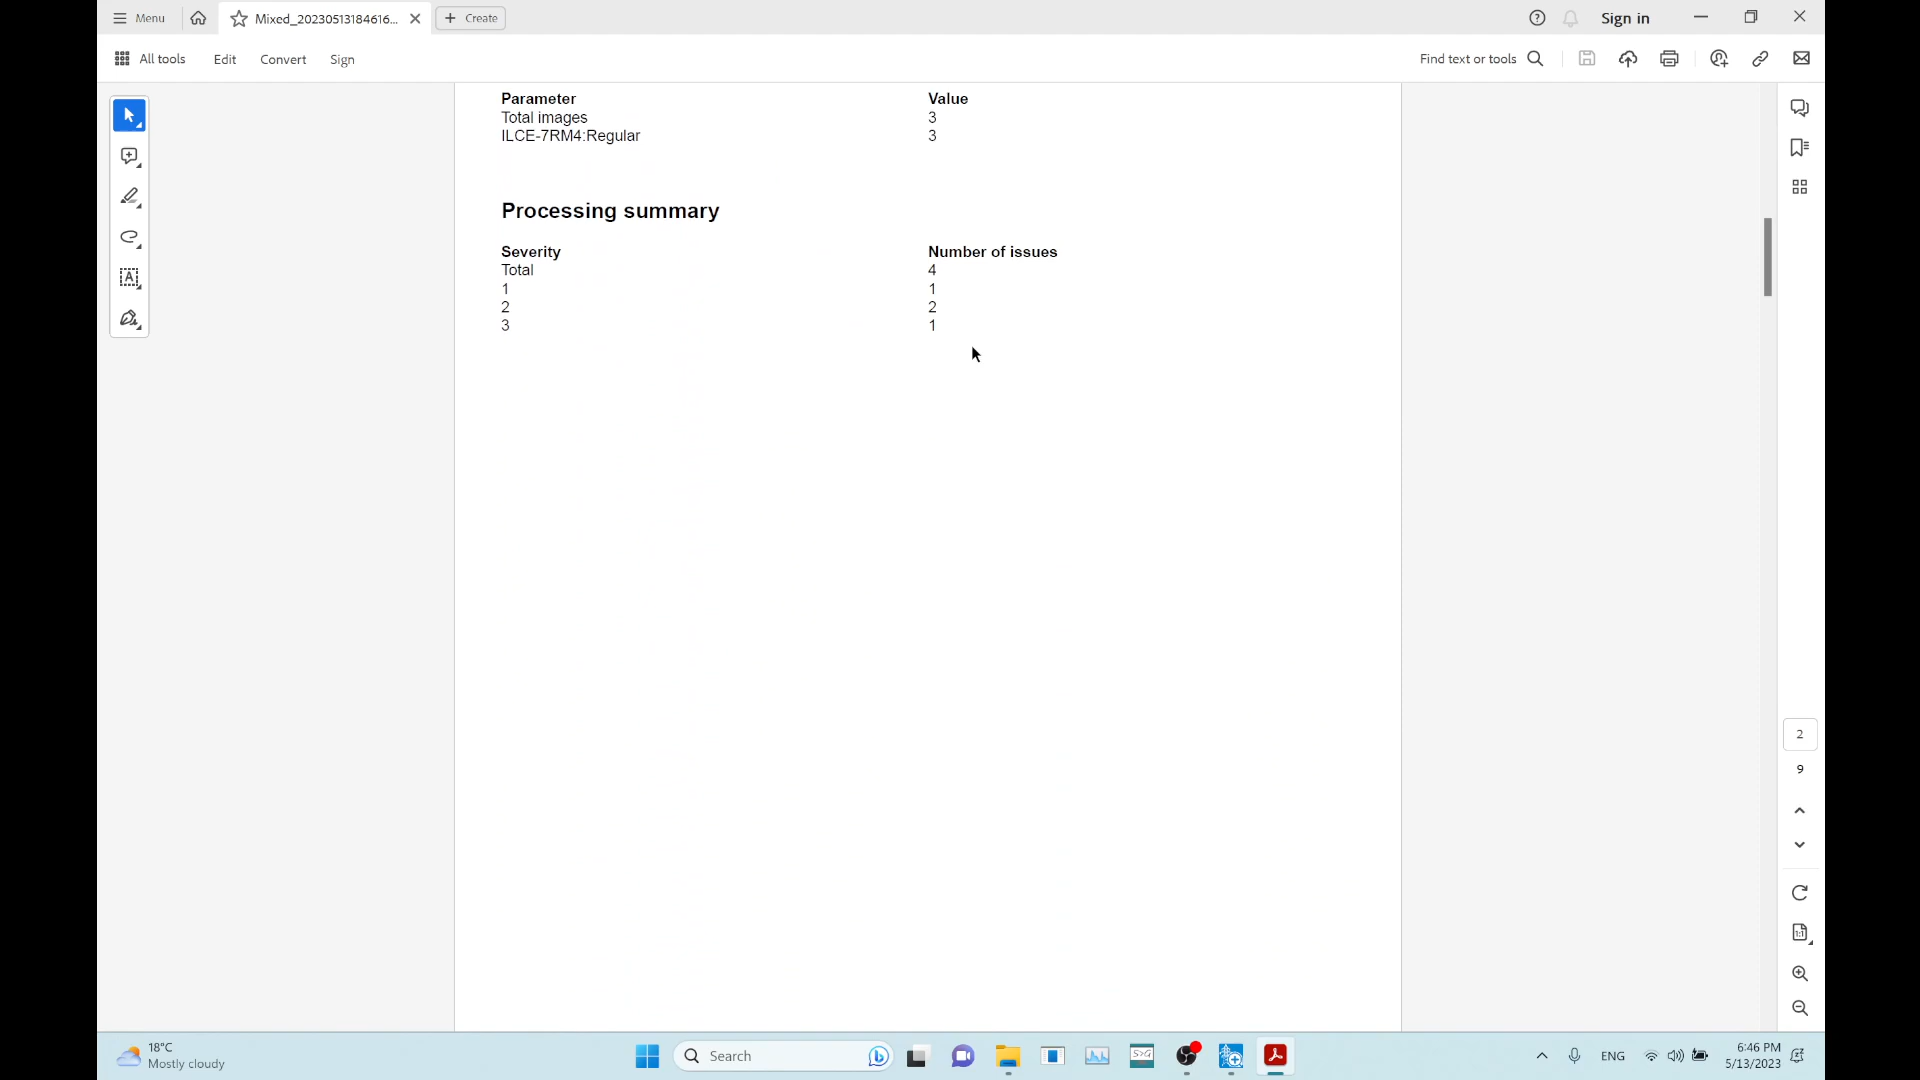 Menu
Mixed_20230513184616...
Create
Sign in
All tools
Edit
Convert
Sign
Find text or tools
Parameter Value
Total images 3
ILCE-7RM4:Regular 3
Processing summary
Severity Number of issues
Total 4
1 1
2 2
3 1
2
9
18°C
Mostly cloudy
Search
S>G
ENG
6:46 PM
5/13/2023